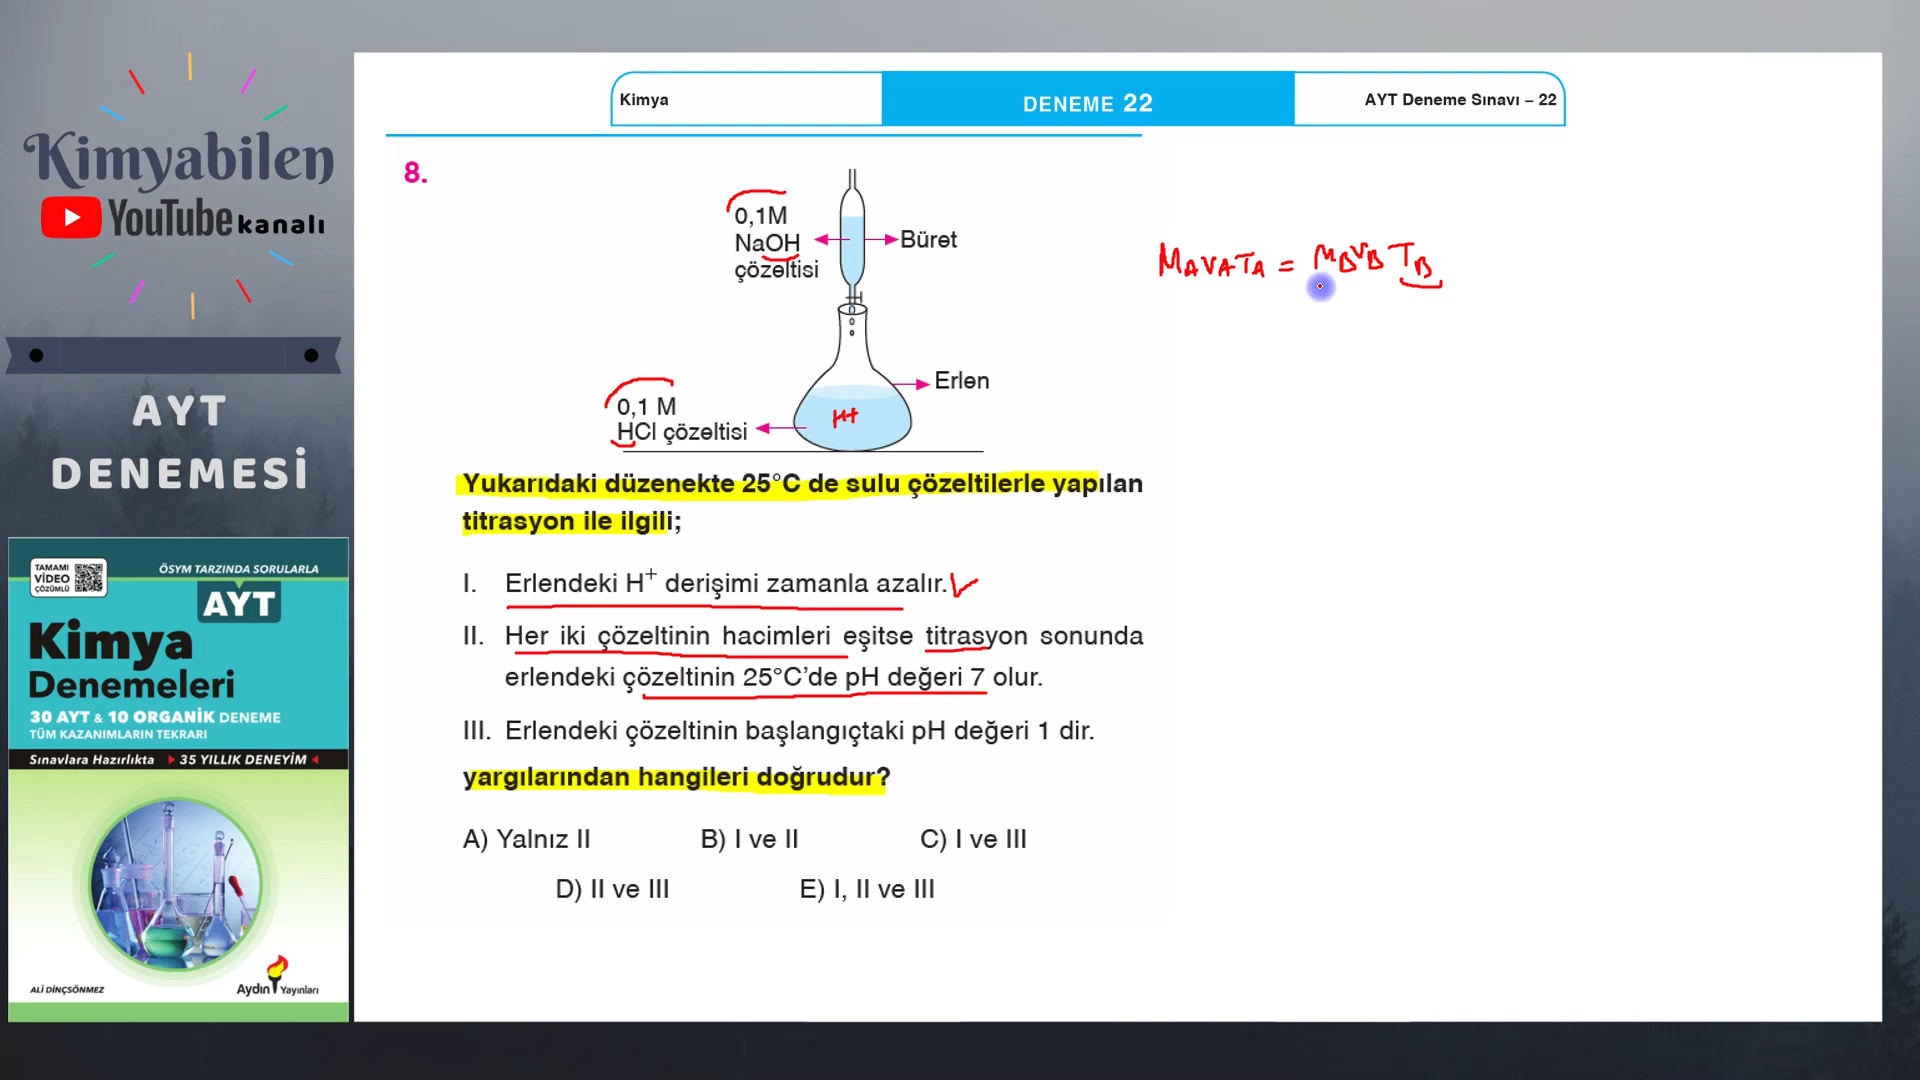 Kimyabilen
YouTube kanalı
AYT
DENEMESİ
TAMAMI
VİDEO
ÇÖZÜMLÜ
ÖSYM TARZINDA SORULARLA
AYT
Kimya
Denemeleri
30 AYT & 10 ORGANİK DENEME
TÜM KAZANIMLARIN TEKRARI
Sınavlara Hazırlıkta 35 YILLIK DENEYİM
ALİ DİNÇSÖNMEZ
Aydın Yayınları
Kimya
DENEME 22
AYT Deneme Sınavı – 22
8.
0,1M
NaOH
çözeltisi
Büret
Erlen
0,1 M
HCl çözeltisi
H+
MAVATA = MBVBTB
Yukarıdaki düzenekte 25°C de sulu çözeltilerle yapılan
titrasyon ile ilgili;
I. Erlendeki H+ derişimi zamanla azalır.
II. Her iki çözeltinin hacimleri eşitse titrasyon sonunda
erlendeki çözeltinin 25°C’de pH değeri 7 olur.
III. Erlendeki çözeltinin başlangıçtaki pH değeri 1 dir.
yargılarından hangileri doğrudur?
A) Yalnız II B) I ve II C) I ve III
D) II ve III E) I, II ve III